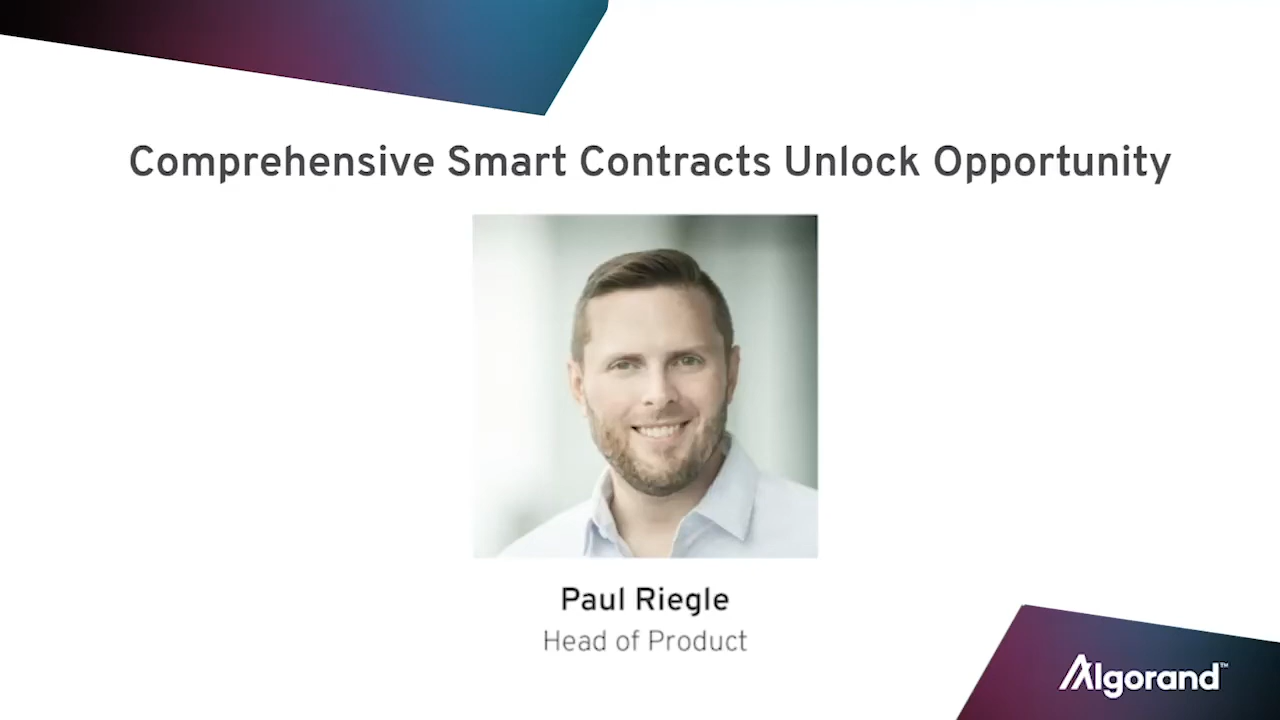 Comprehensive Smart Contracts Unlock Opportunity
Paul Riegle
Head of Product
Algorand™